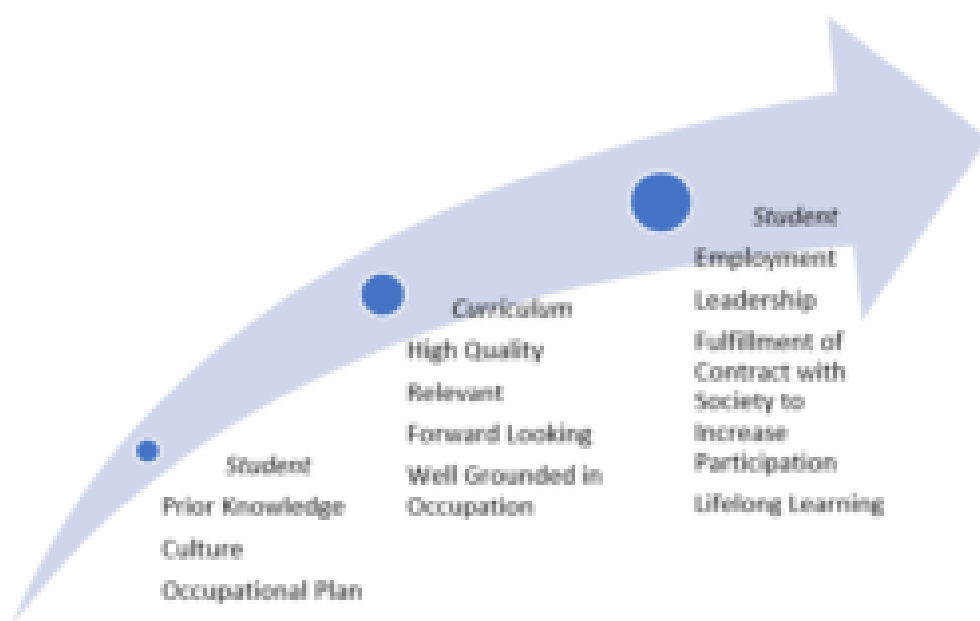 Student
Prior Knowledge
Culture
Occupational Plan
Curriculum
High Quality
Relevant
Forward Looking
Well Grounded in
Occupation
Student
Employment
Leadership
Fulfillment of
Contract with
Society to
Increase
Participation
Lifelong Learning